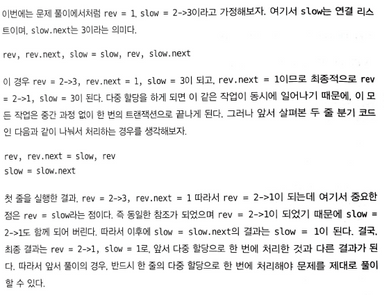 이번에는 문제 풀이에서처럼 rev = 1, slow = 2->3이라고 가정해보자. 여기서 slow는 연결 리스
트이며, slow.next는 3이라는 의미다.
rev, rev.next, slow = slow, rev, slow.next
이 경우 rev = 2->3, rev.next = 1, slow = 3이 되고, rev.next = 1이므로 최종적으로 rev
= 2->1, slow = 3이 된다. 다중 할당을 하게 되면 이 같은 작업이 동시에 일어나기 때문에, 이 모
든 작업은 중간 과정 없이 한 번의 트랜잭션으로 끝나게 된다. 그러나 앞서 살펴본 두 줄 분기 코드
인 다음과 같이 나눠서 처리하는 경우를 생각해보자.
rev, rev.next = slow, rev
slow = slow.next
첫 줄을 실행한 결과, rev = 2->3, rev.next = 1 따라서 rev = 2->1이 되는데 여기서 중요한
점은 rev = slow라는 점이다. 즉 동일한 참조가 되었으며 rev = 2->1이 되었기 때문에 slow =
2->1도 함께 되어 버린다. 따라서 이후에 slow = slow.next의 결과는 slow = 1이 된다. 결국,
최종 결과는 rev = 2->1, slow = 1로, 앞서 다중 할당으로 한 번에 처리한 것과 다른 결과가 된
다. 따라서 앞서 풀이의 경우, 반드시 한 줄의 다중 할당으로 한 번에 처리해야 문제를 제대로 풀이
할 수 있다.